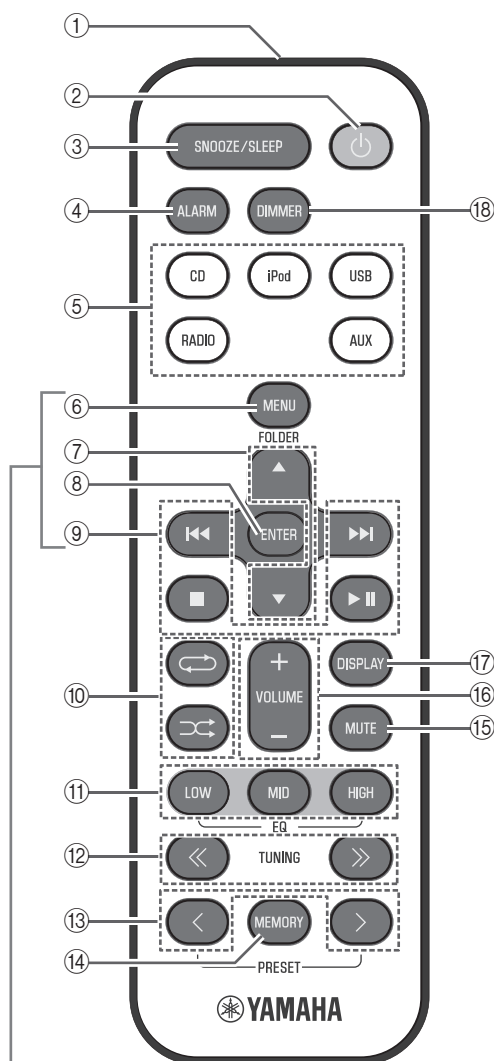 ①
②
③ SNOOZE/SLEEP
④ ALARM DIMMER ⑱
CD iPod USB
⑤
RADIO AUX
⑥ MENU
⑦ FOLDER
⑧ ENTER
⑨
⑩ VOLUME DISPLAY ⑰
⑯
MUTE ⑮
⑪ LOW MID HIGH
EQ
⑫ TUNING
⑬ MEMORY
⑭
PRESET
YAMAHA